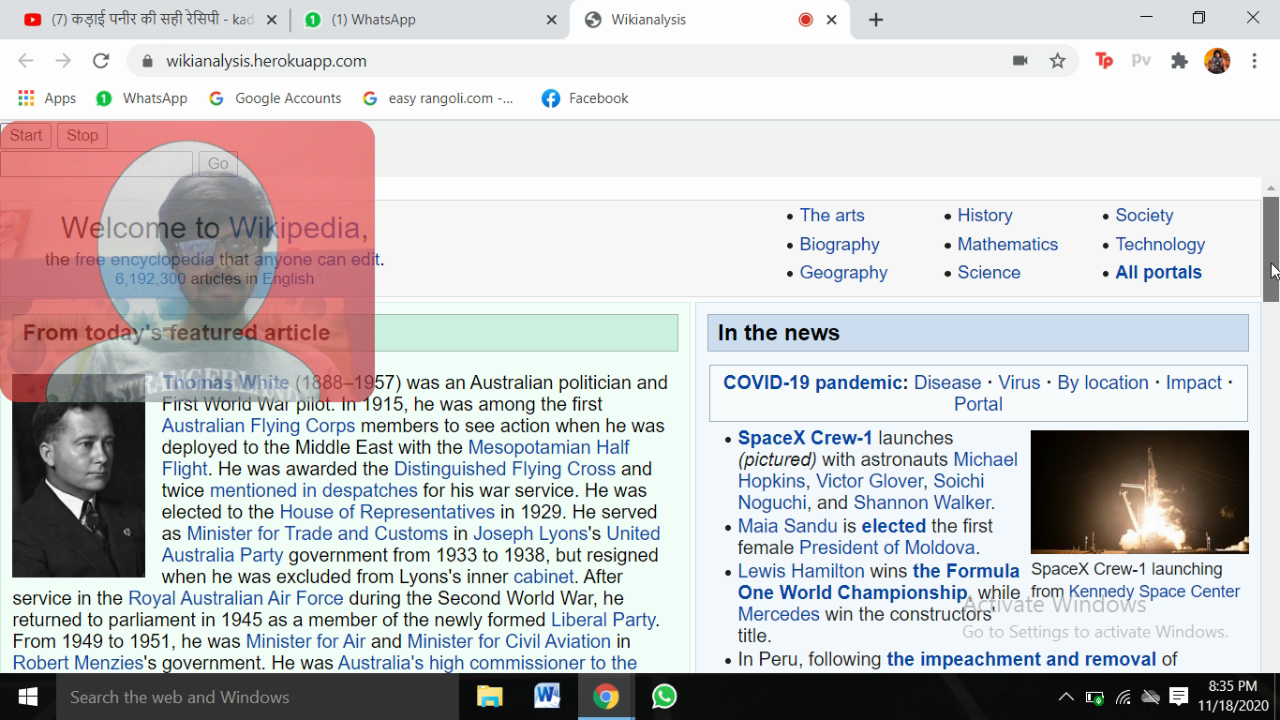 (7) कड़ाई पनीर की सही रेसिपी - kad
(1) WhatsApp
Wikianalysis
wikianalysis.herokuapp.com
Tp
Pv
Apps
WhatsApp
Google Accounts
easy rangoli.com -...
Facebook
Start
Stop
Go
Welcome to Wikipedia,
the free encyclopedia that anyone can edit.
6,192,300 articles in English
• The arts
• Biography
• Geography
• History
• Mathematics
• Science
• Society
• Technology
• All portals
From today's featured article
Thomas White (1888–1957) was an Australian politician and
First World War pilot. In 1915, he was among the first
Australian Flying Corps members to see action when he was
deployed to the Middle East with the Mesopotamian Half
Flight. He was awarded the Distinguished Flying Cross and
twice mentioned in despatches for his war service. He was
elected to the House of Representatives in 1929. He served
as Minister for Trade and Customs in Joseph Lyons's United
Australia Party government from 1933 to 1938, but resigned
when he was excluded from Lyons's inner cabinet. After
service in the Royal Australian Air Force during the Second World War, he
returned to parliament in 1945 as a member of the newly formed Liberal Party.
From 1949 to 1951, he was Minister for Air and Minister for Civil Aviation in
Robert Menzies's government. He was Australia's high commissioner to the
In the news
COVID-19 pandemic: Disease · Virus · By location · Impact ·
Portal
• SpaceX Crew-1 launches
(pictured) with astronauts Michael
Hopkins, Victor Glover, Soichi
Noguchi, and Shannon Walker.
• Maia Sandu is elected the first
female President of Moldova.
• Lewis Hamilton wins the Formula
One World Championship, while
Mercedes win the constructors'
title.
• In Peru, following the impeachment and removal of
SpaceX Crew-1 launching
from Kennedy Space Center
Activate Windows
Go to Settings to activate Windows.
Search the web and Windows
8:35 PM
11/18/2020